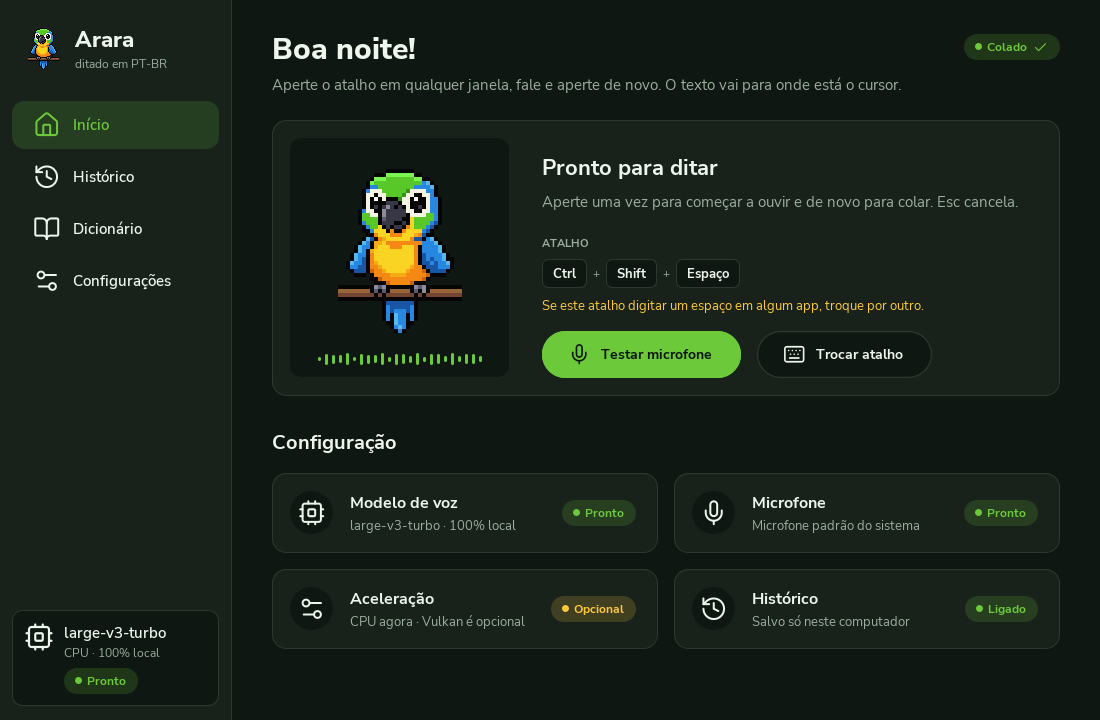 Arara
ditado em PT-BR
Início
Histórico
Dicionário
Configurações
large-v3-turbo
CPU · 100% local
Pronto
Boa noite!
Colado
Aperte o atalho em qualquer janela, fale e aperte de novo. O texto vai para onde está o cursor.
Pronto para ditar
Aperte uma vez para começar a ouvir e de novo para colar. Esc cancela.
ATALHO
Ctrl + Shift + Espaço
Se este atalho digitar um espaço em algum app, troque por outro.
Testar microfone
Trocar atalho
Configuração
Modelo de voz
large-v3-turbo · 100% local
Pronto
Microfone
Microfone padrão do sistema
Pronto
Aceleração
CPU agora · Vulkan é opcional
Opcional
Histórico
Salvo só neste computador
Ligado